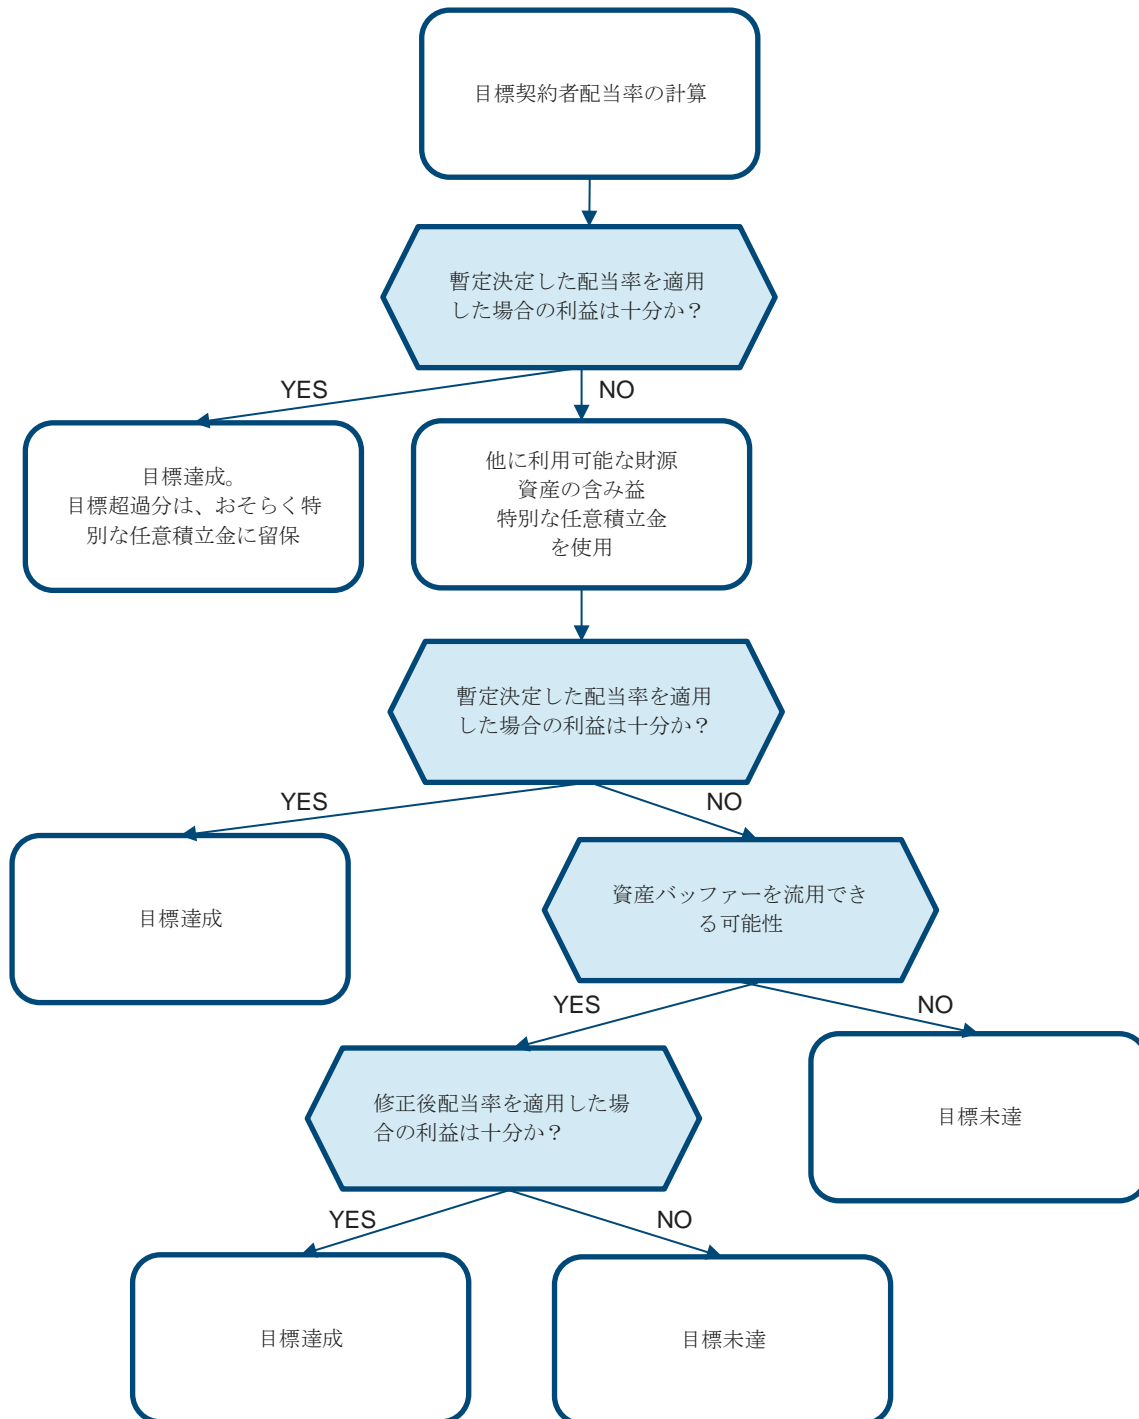 目標契約者配当率の計算
暫定決定した配当率を適用
した場合の利益は十分か？
YES
NO
目標達成。
目標超過分は、おそらく特
別な任意積立金に留保
他に利用可能な財源
資産の含み益
特別な任意積立金
を使用
暫定決定した配当率を適用
した場合の利益は十分か？
YES
NO
目標達成
資産バッファーを流用でき
る可能性
YES
NO
修正後配当率を適用した場
合の利益は十分か？
目標未達
YES
NO
目標達成
目標未達